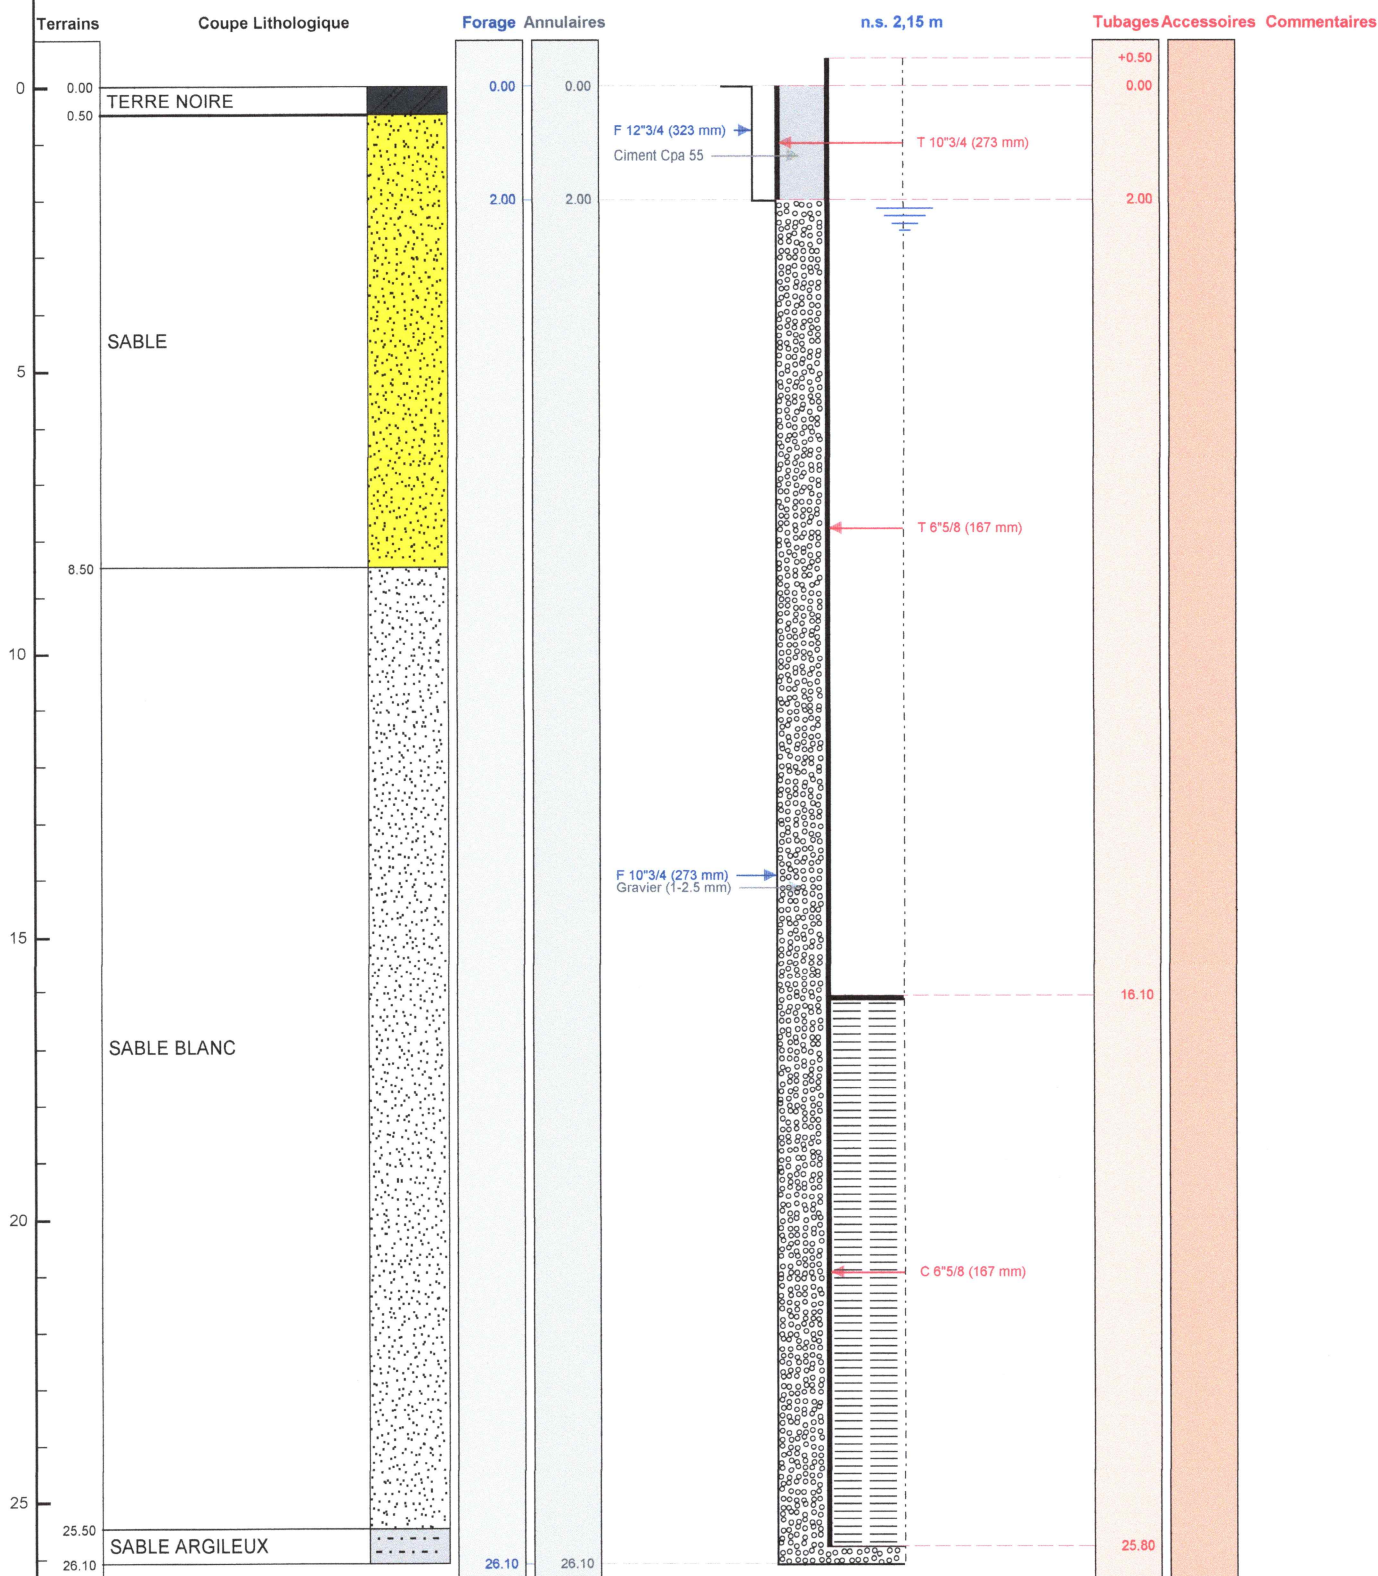 Terrains Coupe Lithologique Forage Annulaires n.s. 2,15 m Tubages Accessoires Commentaires
+0.50
0 0.00 0.00 0.00 0.00
TERRE NOIRE
0.50
F 12"3/4 (323 mm)
T 10"3/4 (273 mm)
Ciment Cpa 55
2.00 2.00 2.00
SABLE
5
T 6"5/8 (167 mm)
8.50
10
F 10"3/4 (273 mm)
Gravier (1-2.5 mm)
15
16.10
SABLE BLANC
20
C 6"5/8 (167 mm)
25
25.50
SABLE ARGILEUX
25.80
26.10 26.10 26.10